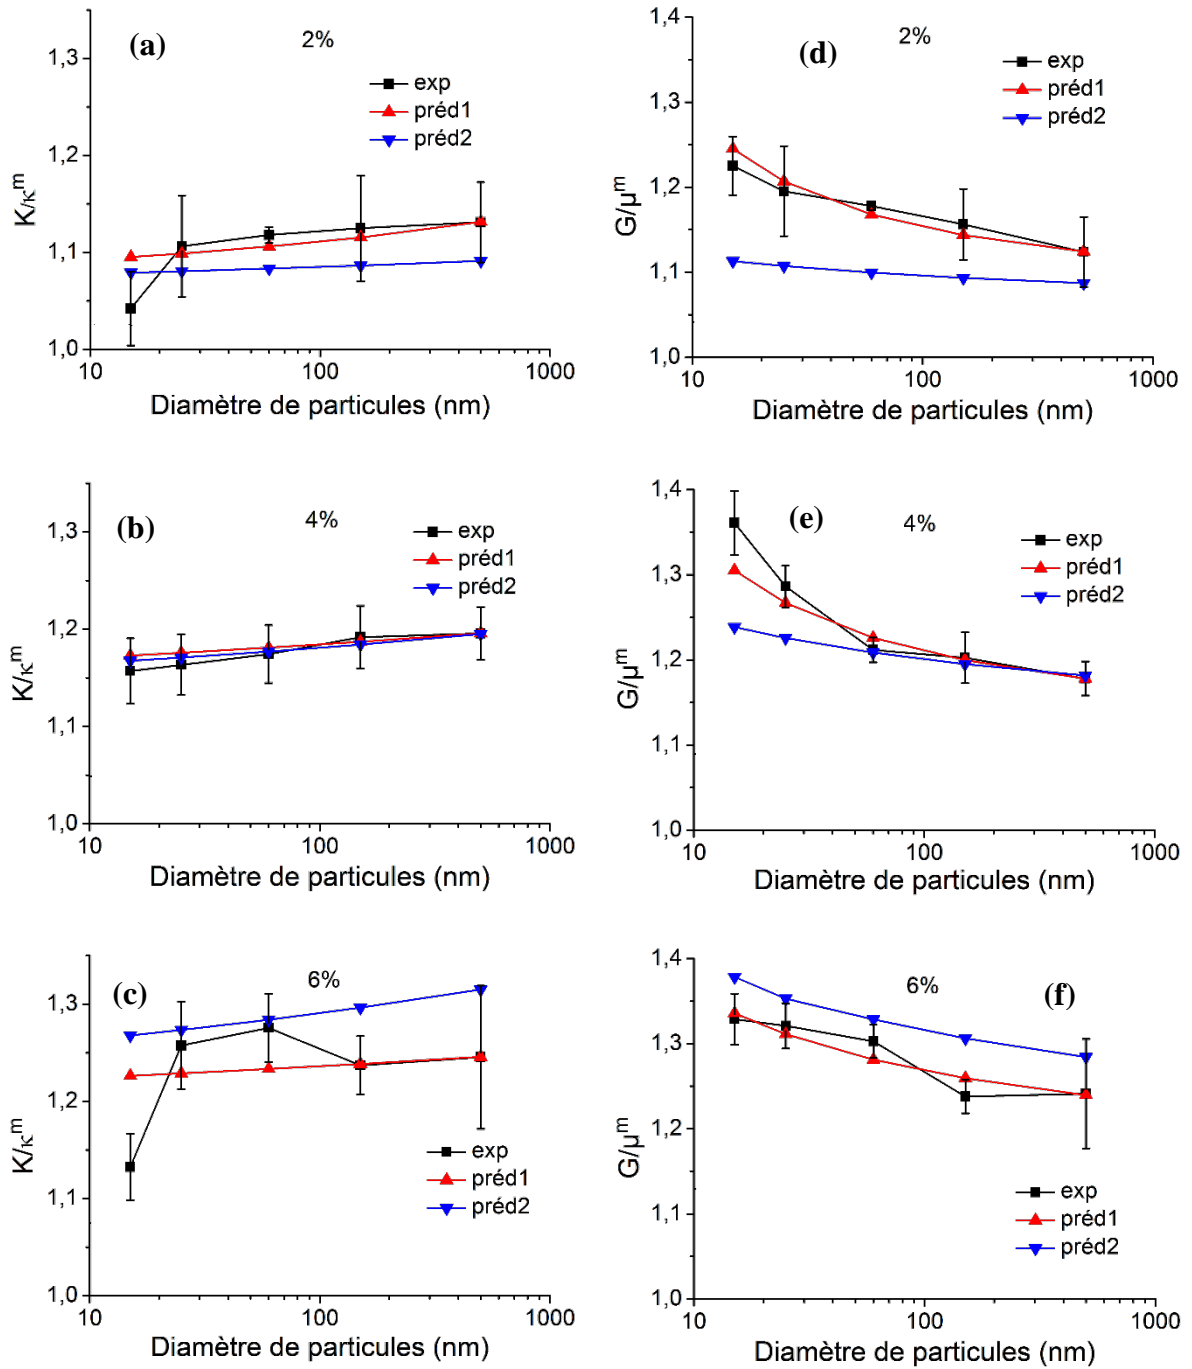 (a)
2%
exp
préd1
préd2
1,3
1,2
1,1
1,0
K/κᵐ
10
100
1000
Diamètre de particules (nm)
(d)
2%
exp
préd1
préd2
1,4
1,3
1,2
1,1
1,0
G/µᵐ
10
100
1000
Diamètre de particules (nm)
(b)
4%
exp
préd1
préd2
1,3
1,2
1,1
1,0
K/κᵐ
10
100
1000
Diamètre de particules (nm)
(e)
4%
exp
préd1
préd2
1,4
1,3
1,2
1,1
1,0
G/µᵐ
10
100
1000
Diamètre de particules (nm)
(c)
6%
exp
préd1
préd2
1,3
1,2
1,1
1,0
K/κᵐ
10
100
1000
Diamètre de particules (nm)
6%
(f)
exp
préd1
préd2
1,4
1,3
1,2
1,1
1,0
G/µᵐ
10
100
1000
Diamètre de particules (nm)